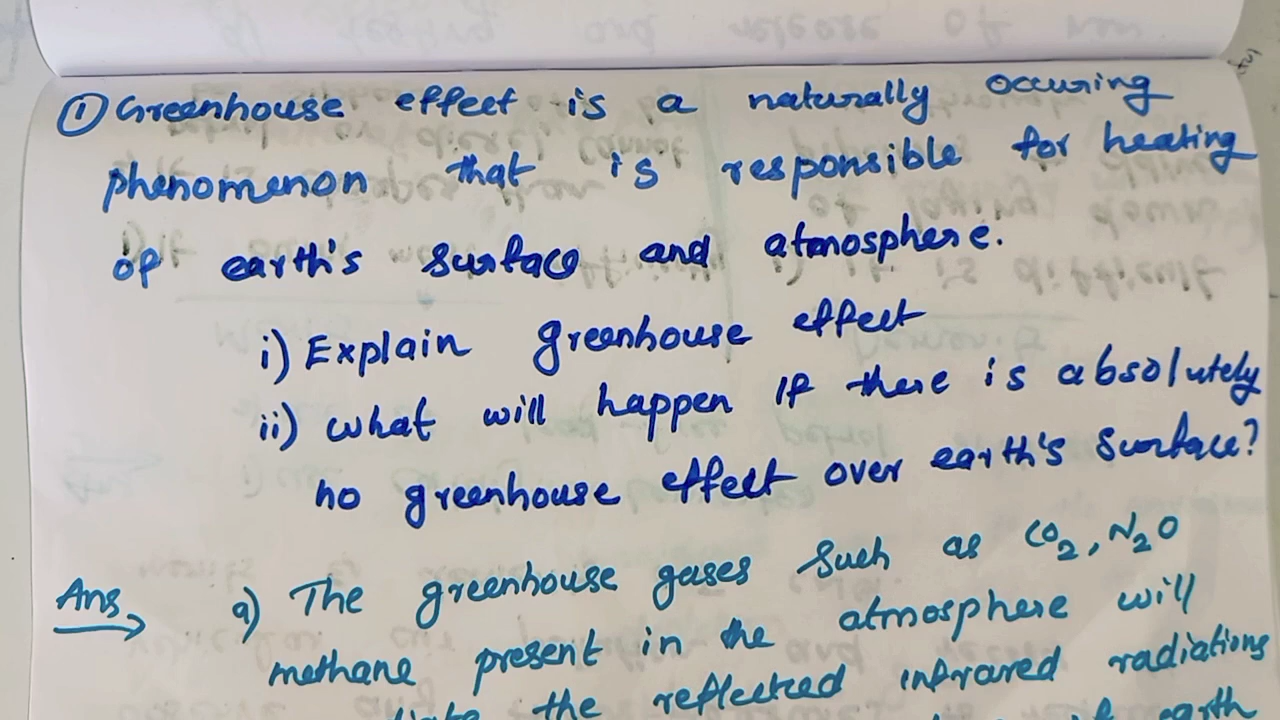 ① Greenhouse effect is a naturally occuring
phenomenon that is responsible for heating
of earth's surface and atmosphere.
i) Explain greenhouse effect
ii) what will happen if there is absolutely
no greenhouse effect over earth's surface?
Ans a) The greenhouse gases such as CO₂, N₂O
methane present in the atmosphere will
the reflected infrared radiations
earth